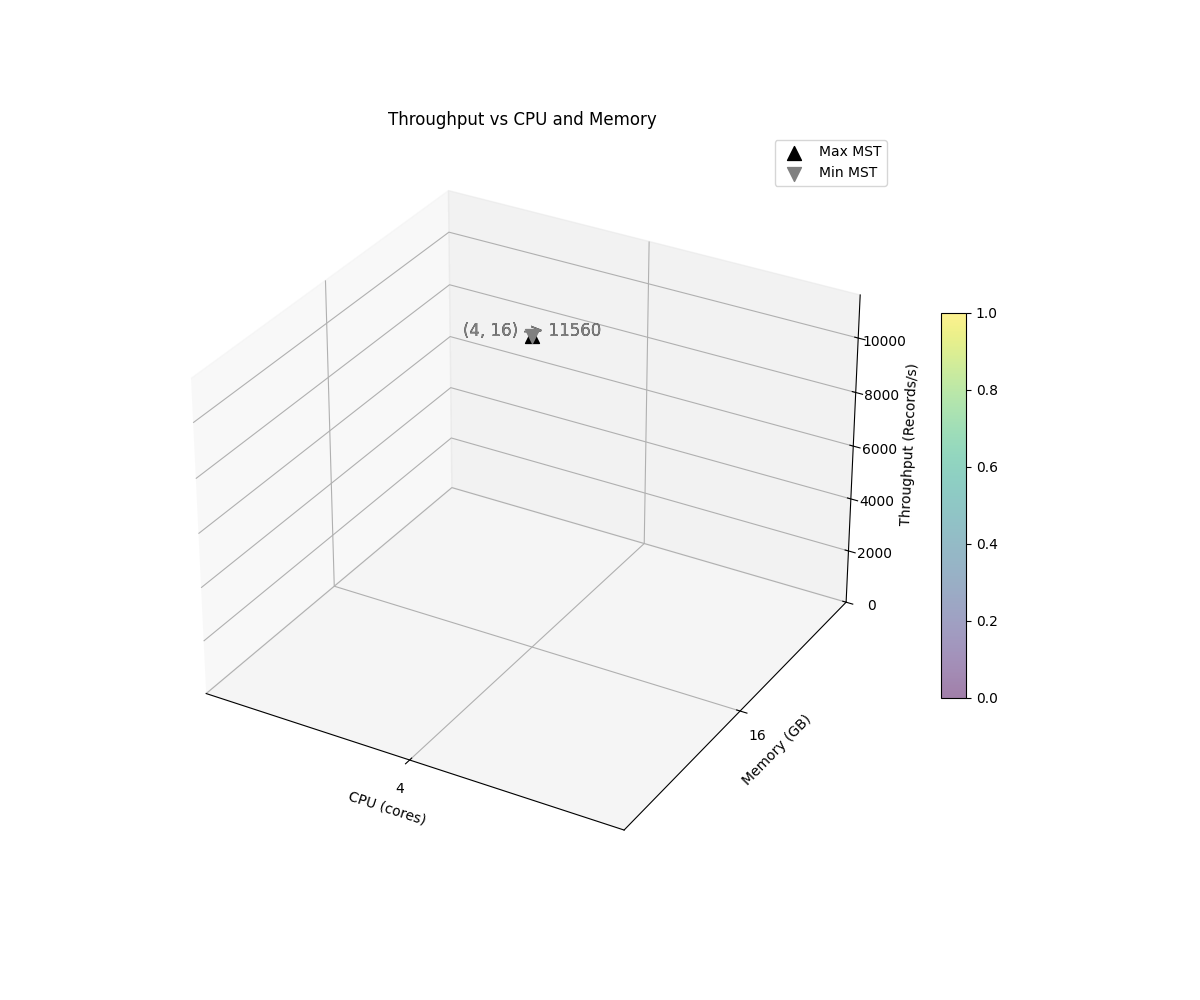 Throughput vs CPU and Memory
Max MST
Min MST
(4, 16) → 11560
10000
8000
6000
4000
2000
0
Throughput (Records/s)
1.0
0.8
0.6
0.4
0.2
0.0
16
Memory (GB)
4
CPU (cores)